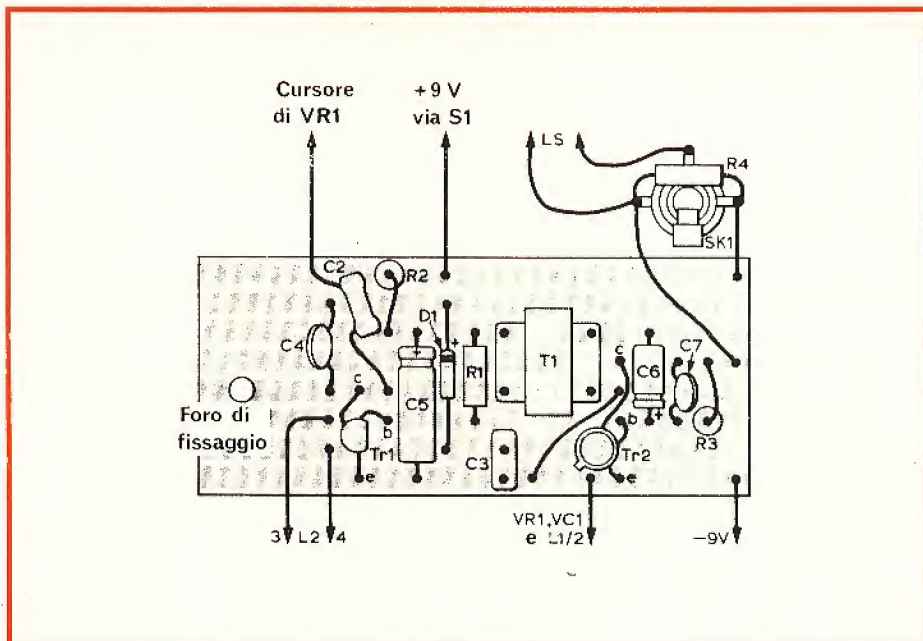 Cursore
di VR1
+9 V
via S1
LS
R4
SK1
C2
R2
D1
+
C4
c
C5
+
R1
T1
c
C6
+
C7
Foro di
fissaggio
Tr1
b
e
C3
b
Tr2
e
R3
3 L2 4
VR1,VC1
e L1/2
−9V